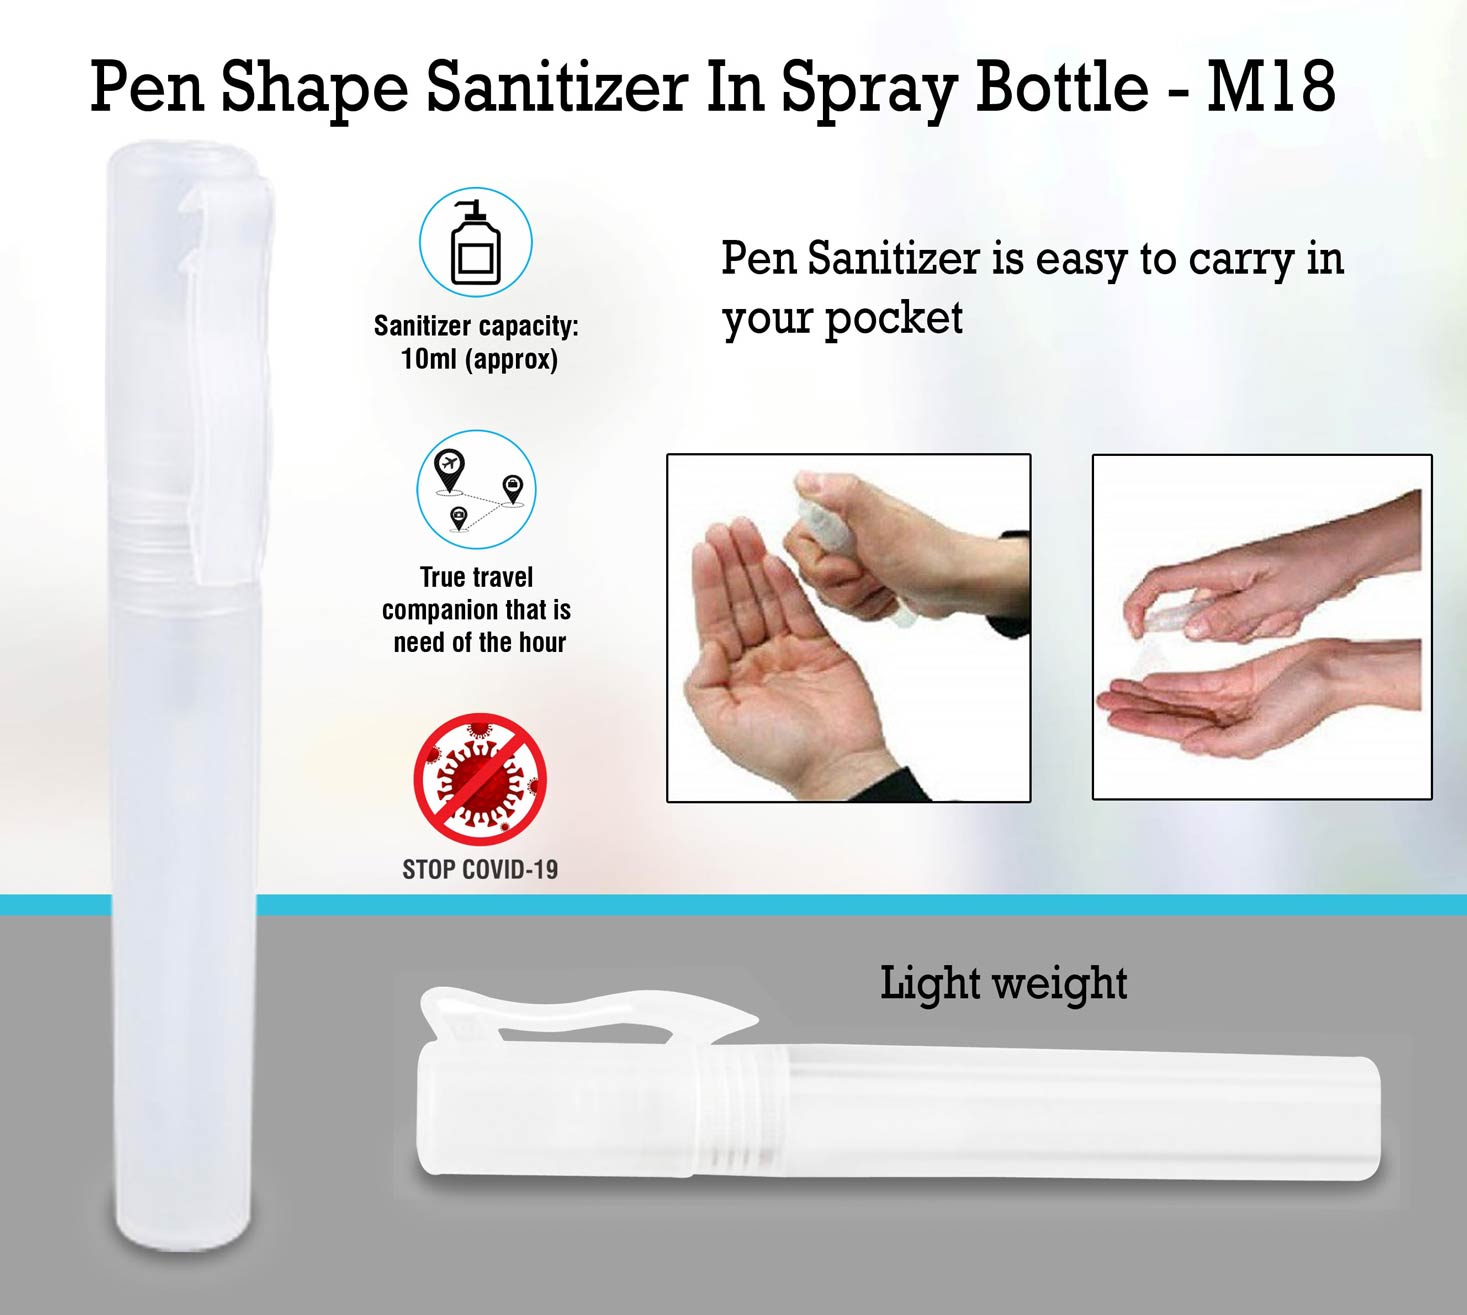 Pen Shape Sanitizer In Spray Bottle - M18
Sanitizer capacity:
10ml (approx)
Pen Sanitizer is easy to carry in
your pocket
True travel
companion that is
need of the hour
STOP COVID-19
Light weight